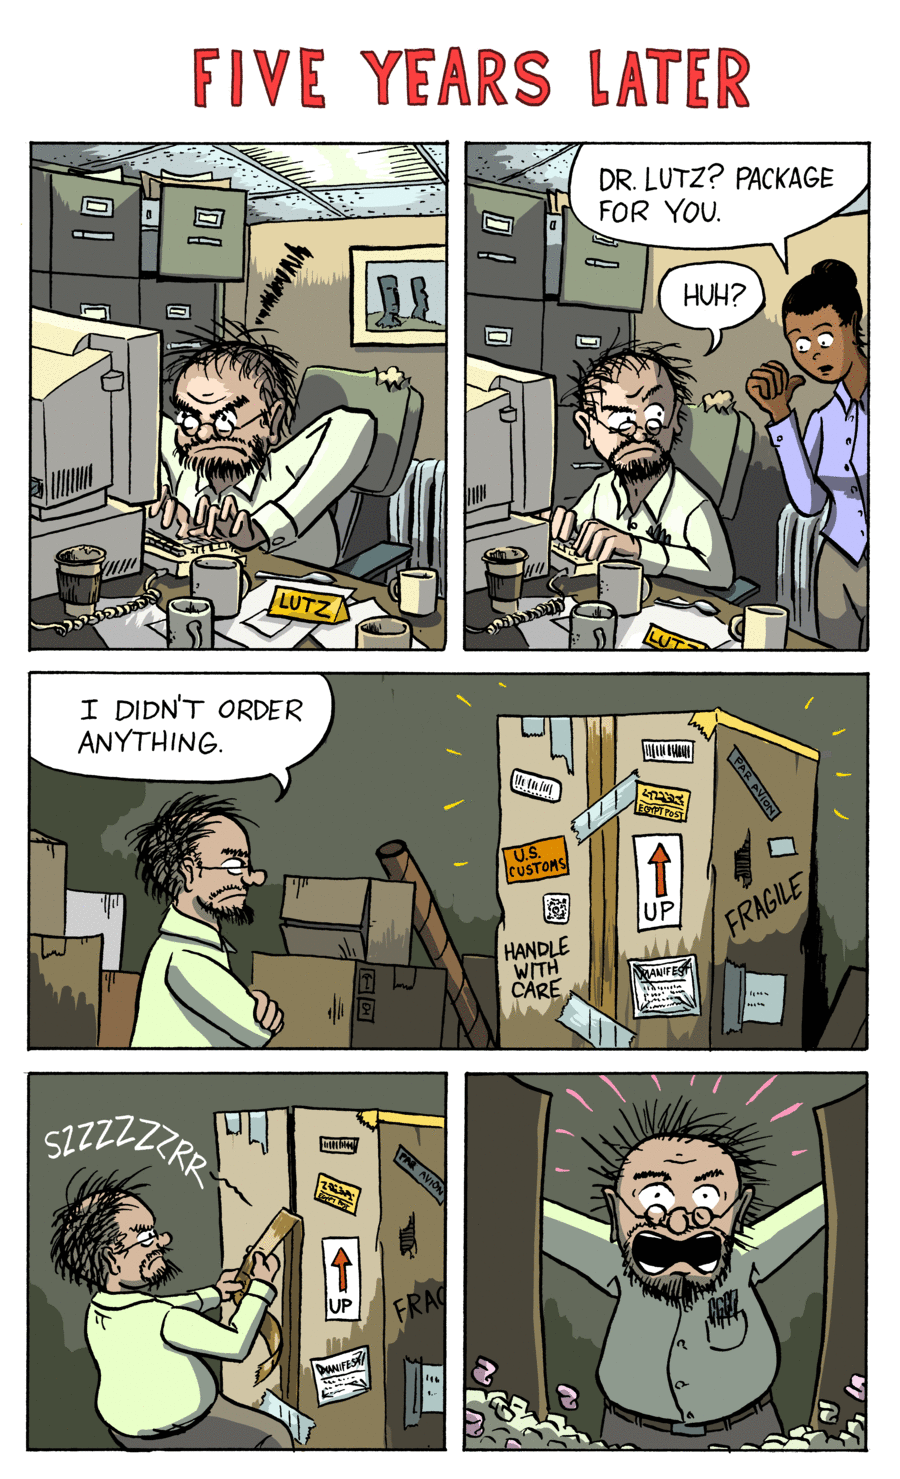 FIVE YEARS LATER
LUTZ
DR. LUTZ? PACKAGE
FOR YOU.
HUH?
LUTZ
I DIDN'T ORDER
ANYTHING.
U.S.
CUSTOMS
HANDLE
WITH
CARE
EGYPT POST
UP
MANIFEST
PAR AVION
FRAGILE
SZZZZZZRR
EGYPT POST
UP
MANIFEST
PAR AVION
FRAG